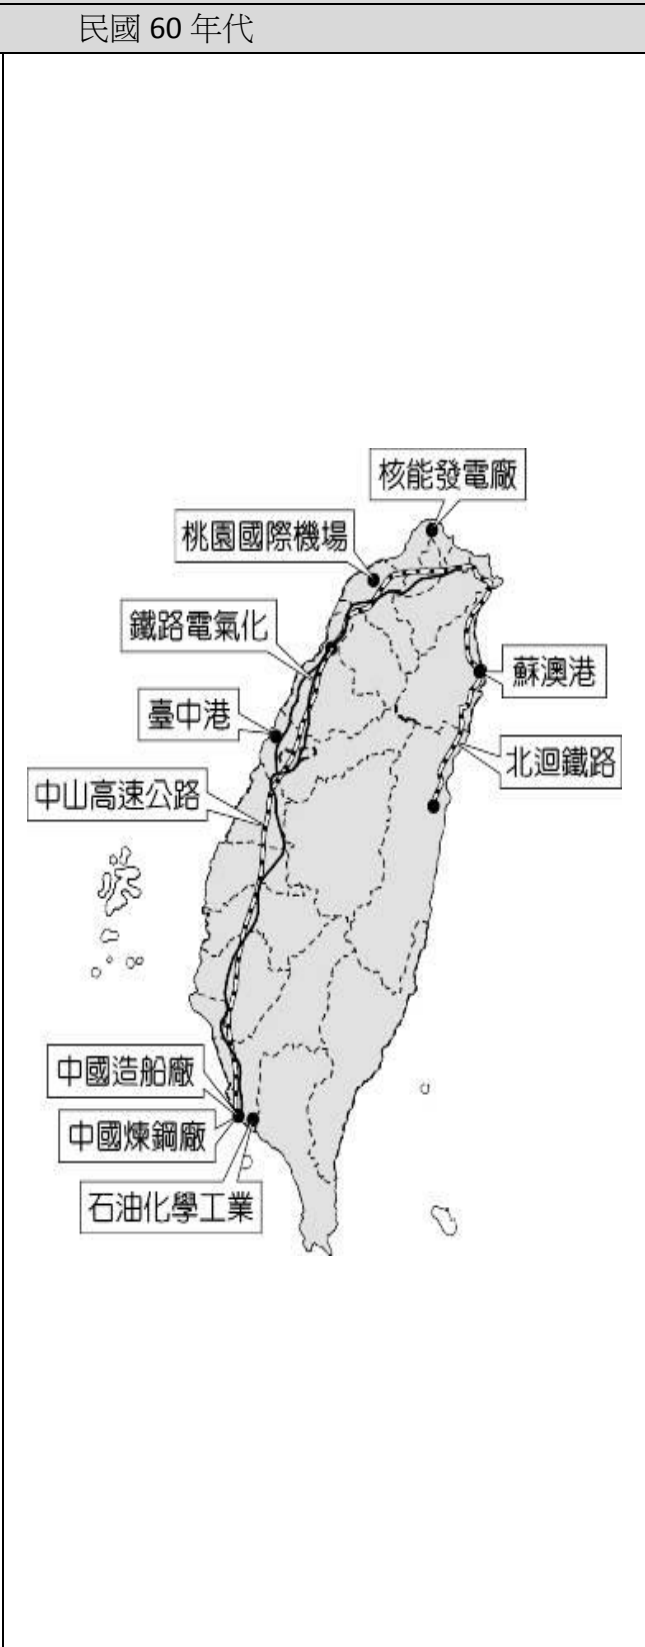 民國 60 年代
核能發電廠
桃園國際機場
鐵路電氣化
蘇澳港
臺中港
北迴鐵路
中山高速公路
中國造船廠
中國煉鋼廠
石油化學工業